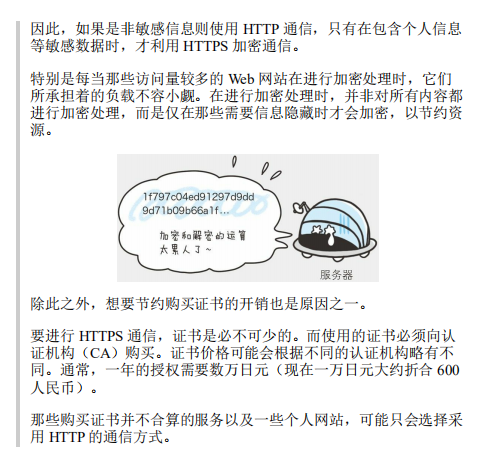 因此，如果是非敏感信息则使用 HTTP 通信，只有在包含个人信息
等敏感数据时，才利用 HTTPS 加密通信。
特别是每当那些访问量较多的 Web 网站在进行加密处理时，它们
所承担着的负载不容小觑。在进行加密处理时，并非对所有内容都
进行加密处理，而是仅在那些需要信息隐藏时才会加密，以节约资
源。
1f797c04ed91297d9dd
9d71b09b66a1f…
加密和解密的运算
太累人了~
服务器
除此之外，想要节约购买证书的开销也是原因之一。
要进行 HTTPS 通信，证书是必不可少的。而使用的证书必须向认
证机构（CA）购买。证书价格可能会根据不同的认证机构略有不
同。通常，一年的授权需要数万日元（现在一万日元大约折合 600
人民币）。
那些购买证书并不合算的服务以及一些个人网站，可能只会选择采
用 HTTP 的通信方式。